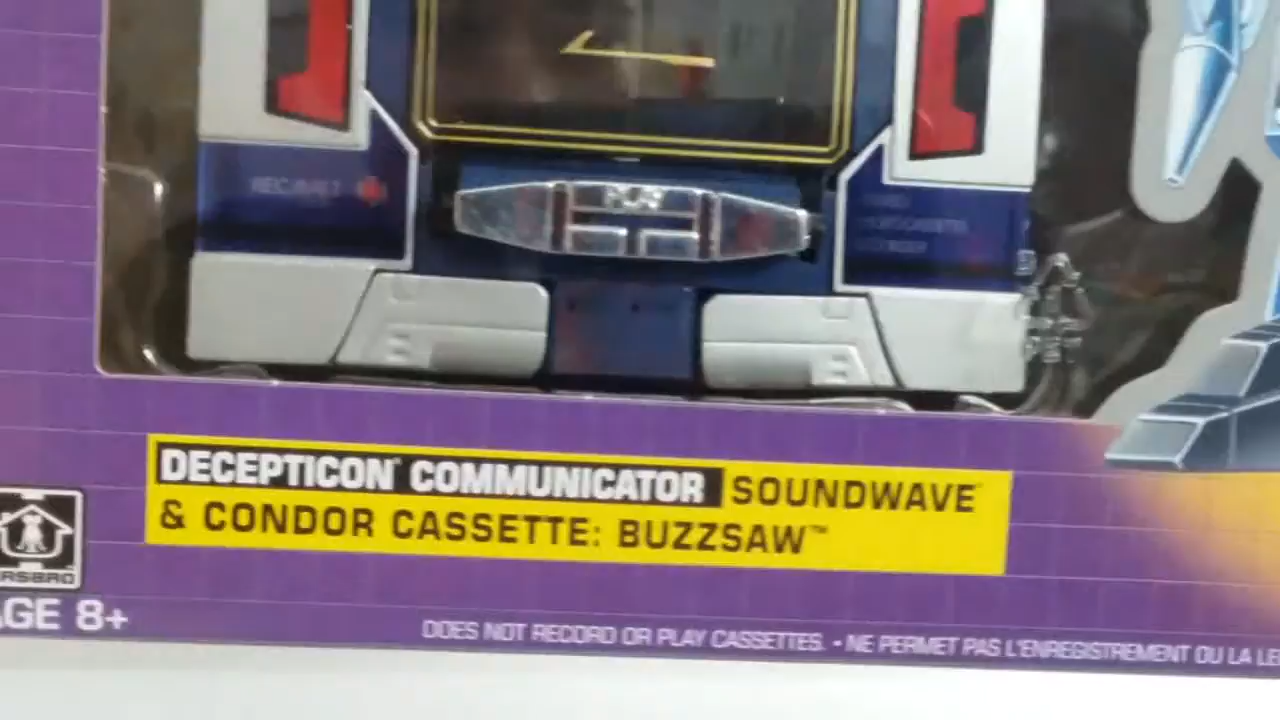 DECEPTICON COMMUNICATOR SOUNDWAVE
& CONDOR CASSETTE: BUZZSAW™
AGE 8+
DOES NOT RECORD OR PLAY CASSETTES. • NE PERMET PAS L'ENREGISTREMENT OU LA